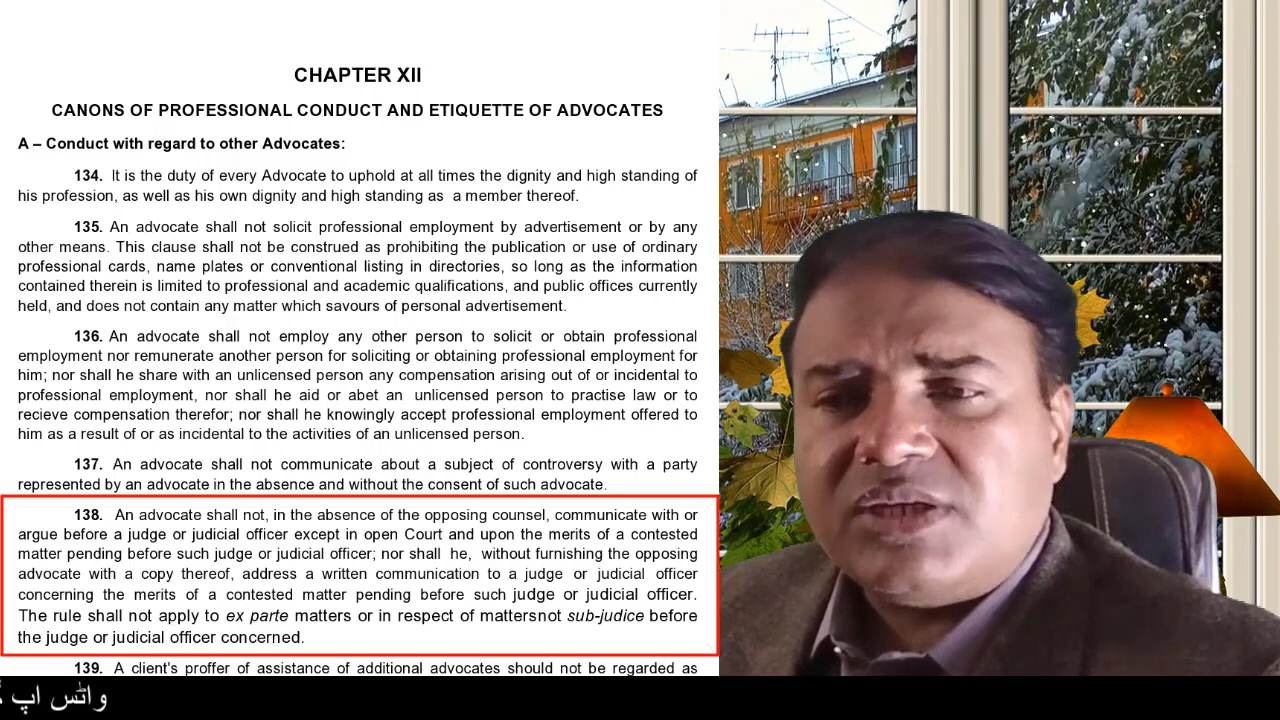 CHAPTER XII
CANONS OF PROFESSIONAL CONDUCT AND ETIQUETTE OF ADVOCATES
A – Conduct with regard to other Advocates:
134. It is the duty of every Advocate to uphold at all times the dignity and high standing of
his profession, as well as his own dignity and high standing as a member thereof.
135. An advocate shall not solicit professional employment by advertisement or by any
other means. This clause shall not be construed as prohibiting the publication or use of ordinary
professional cards, name plates or conventional listing in directories, so long as the information
contained therein is limited to professional and academic qualifications, and public offices currently
held, and does not contain any matter which savours of personal advertisement.
136. An advocate shall not employ any other person to solicit or obtain professional
employment nor remunerate another person for soliciting or obtaining professional employment for
him; nor shall he share with an unlicensed person any compensation arising out of or incidental to
professional employment, nor shall he aid or abet an unlicensed person to practise law or to
recieve compensation therefor; nor shall he knowingly accept professional employment offered to
him as a result of or as incidental to the activities of an unlicensed person.
137. An advocate shall not communicate about a subject of controversy with a party
represented by an advocate in the absence and without the consent of such advocate.
138. An advocate shall not, in the absence of the opposing counsel, communicate with or
argue before a judge or judicial officer except in open Court and upon the merits of a contested
matter pending before such judge or judicial officer; nor shall he, without furnishing the opposing
advocate with a copy thereof, address a written communication to a judge or judicial officer
concerning the merits of a contested matter pending before such judge or judicial officer.
The rule shall not apply to ex parte matters or in respect of mattersnot sub-judice before
the judge or judicial officer concerned.
139. A client's proffer of assistance of additional advocates should not be regarded as
واٹس اپ